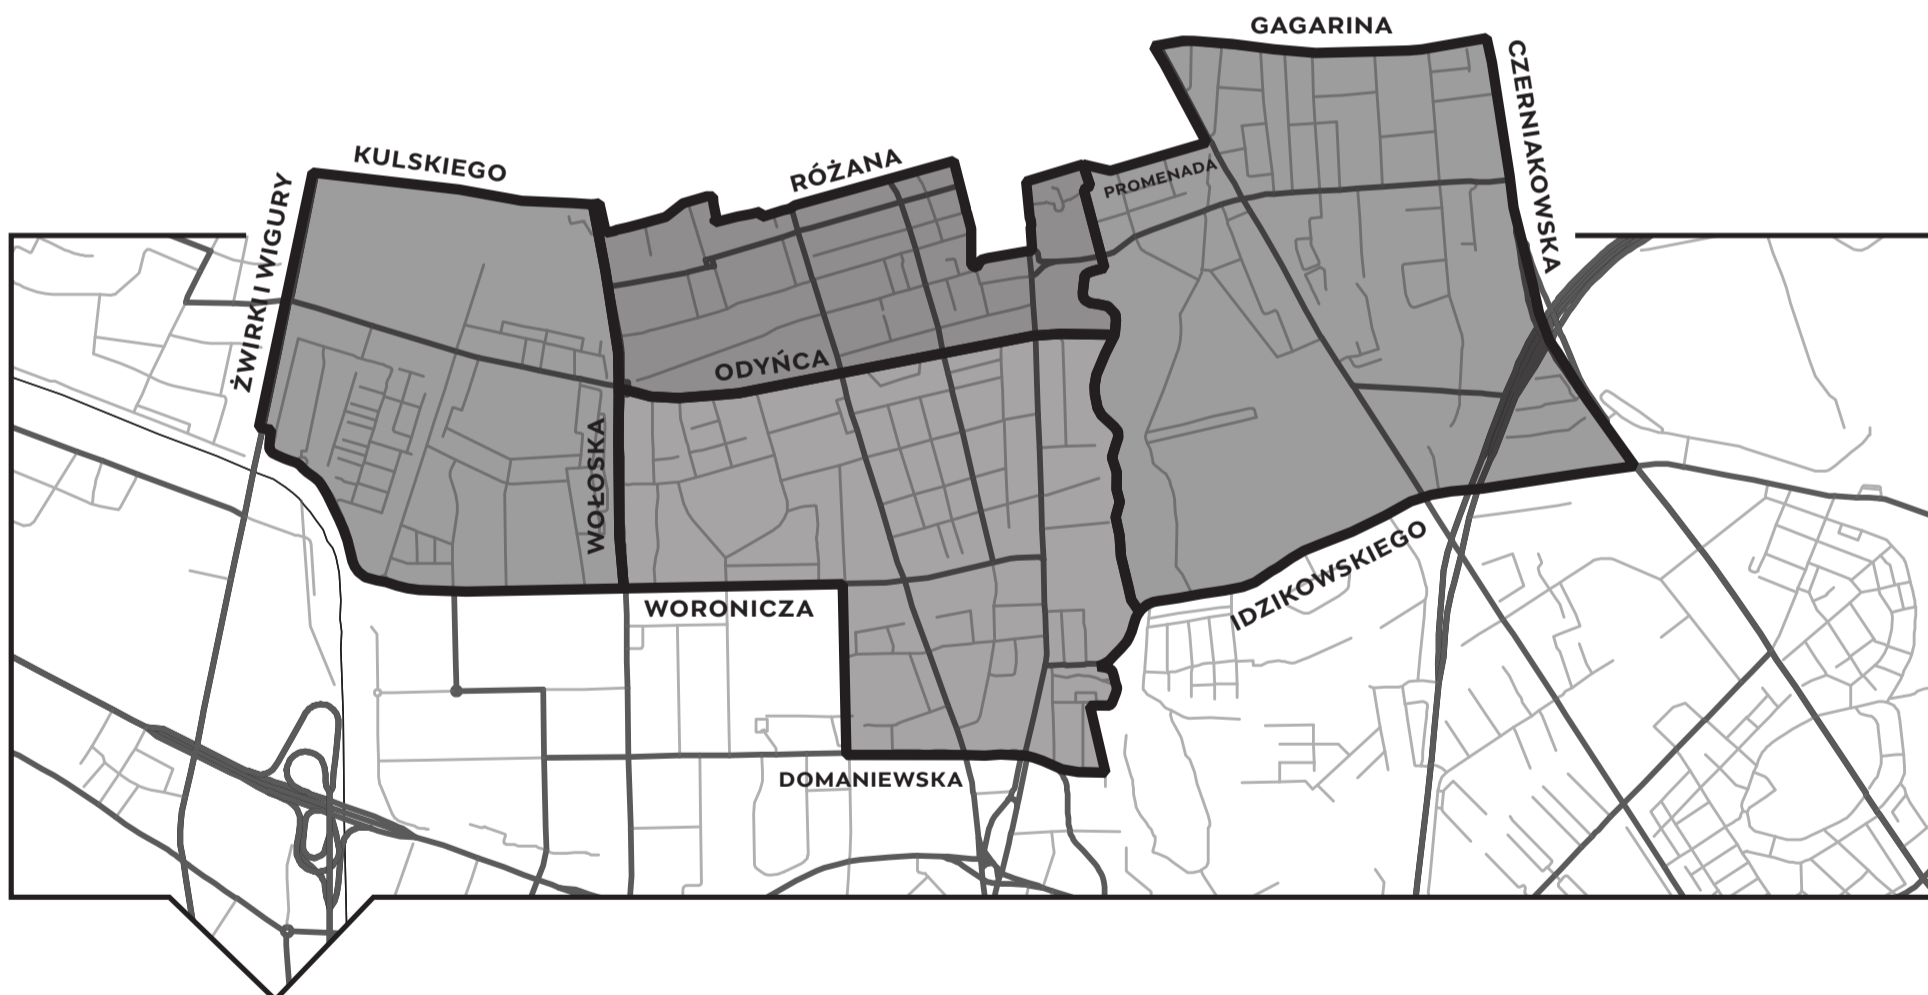 GAGARINA
CZERNIAKOWSKA
KULSKIEGO
RÓŻANA
PROMENADA
ŻWIRKI I WIGURY
ODYŃCA
WOŁOSKA
WORONICZA
IDZIKOWSKIEGO
DOMANIEWSKA